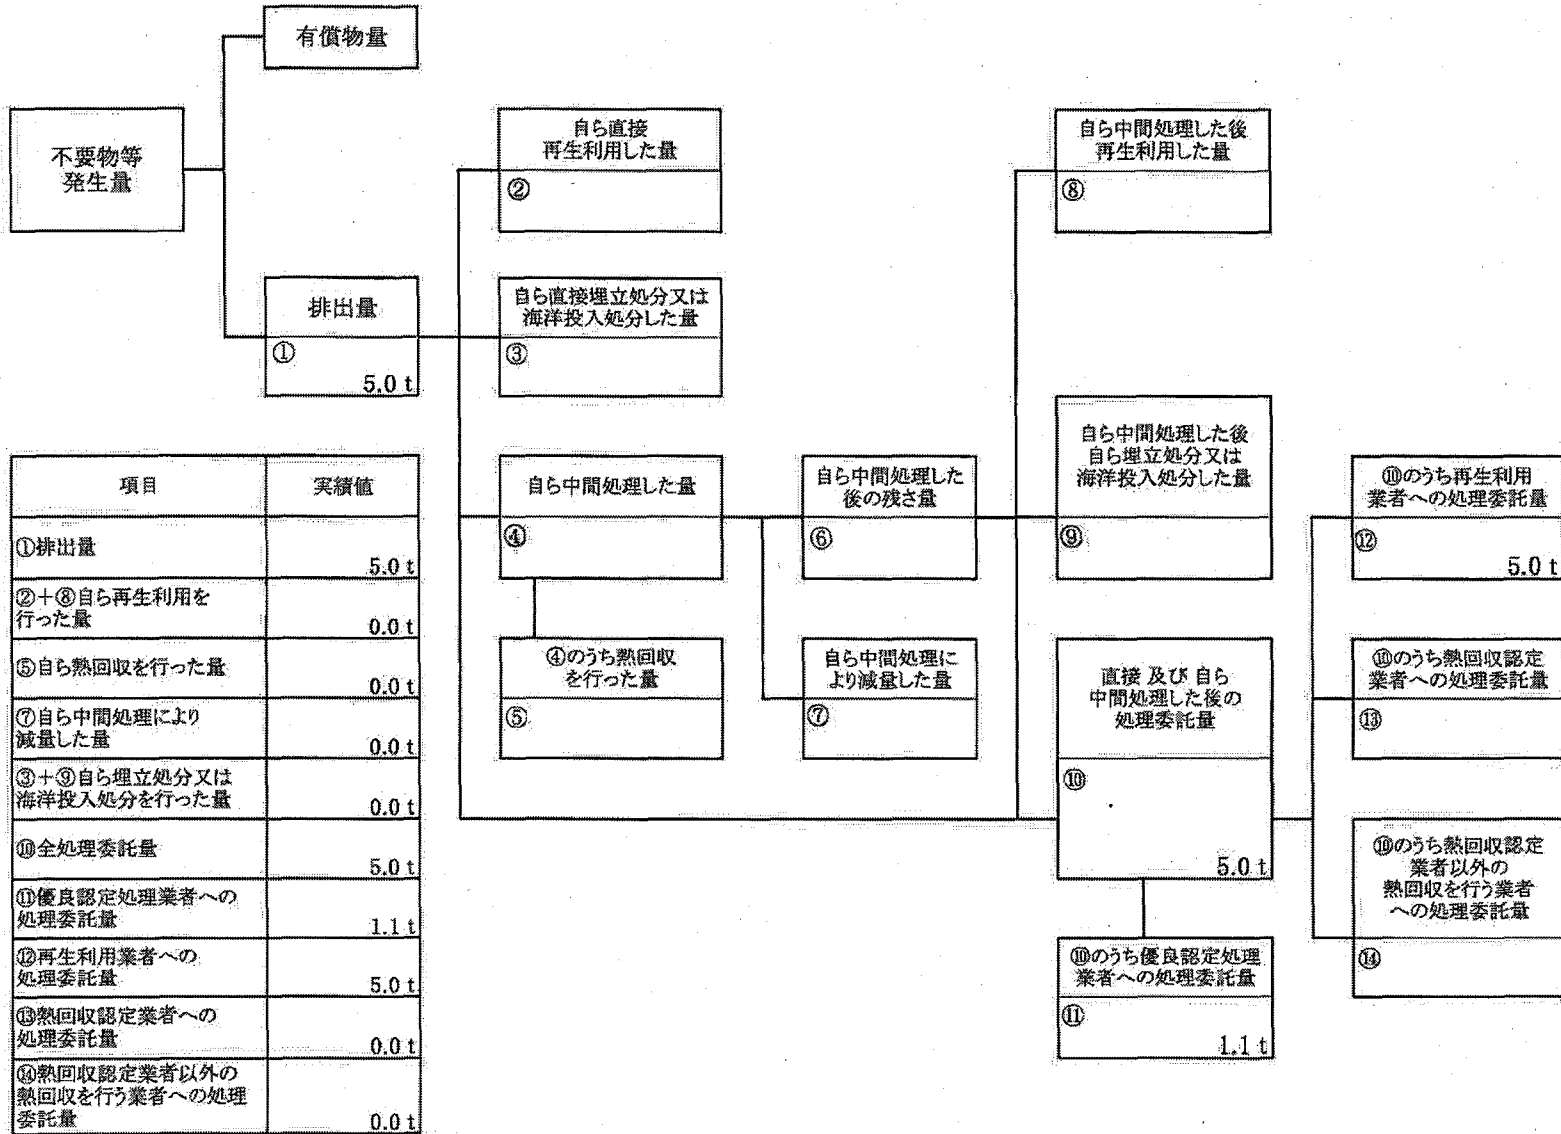 有償物量
不要物等
発生量
排出量
①
5.0 t
自ら直接
再生利用した量
②
自ら直接埋立処分又は
海洋投入処分した量
③
自ら中間処理した量
④
④のうち熱回収
を行った量
⑤
自ら中間処理した
後の残さ量
⑥
自ら中間処理に
より減量した量
⑦
自ら中間処理した後
再生利用した量
⑧
自ら中間処理した後
自ら埋立処分又は
海洋投入処分した量
⑨
直接 及び 自ら
中間処理した後の
処理委託量
⑩
5.0 t
⑩のうち優良認定処理
業者への処理委託量
⑪
1.1 t
⑩のうち再生利用
業者への処理委託量
⑫
5.0 t
⑩のうち熱回収認定
業者への処理委託量
⑬
⑩のうち熱回収認定
業者以外の
熱回収を行う業者
への処理委託量
⑭
項目 実績値
①排出量
5.0 t
②+⑧自ら再生利用を
行った量
0.0 t
⑤自ら熱回収を行った量
0.0 t
⑦自ら中間処理により
減量した量
0.0 t
③+⑨自ら埋立処分又は
海洋投入処分を行った量
0.0 t
⑩全処理委託量
5.0 t
⑪優良認定処理業者への
処理委託量
1.1 t
⑫再生利用業者への
処理委託量
5.0 t
⑬熱回収認定業者への
処理委託量
0.0 t
⑭熱回収認定業者以外の
熱回収を行う業者への処理
委託量
0.0 t